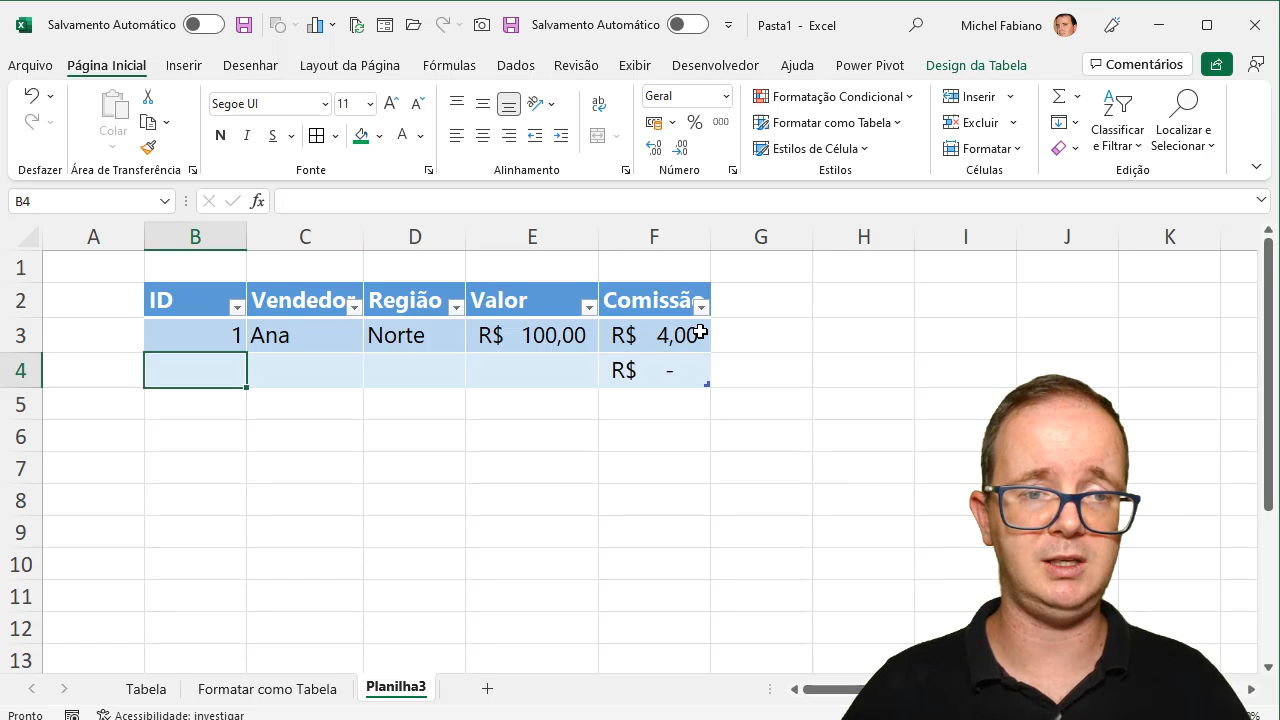 Salvamento Automático Salvamento Automático Pasta1 - Excel Michel Fabiano
Arquivo Página Inicial Inserir Desenhar Layout da Página Fórmulas Dados Revisão Exibir Desenvolvedor Ajuda Power Pivot Design da Tabela Comentários
Colar
Segoe UI 11
N I S A
Geral
% 000
Formatação Condicional
Formatar como Tabela
Estilos de Célula
Inserir
Excluir
Formatar
Classificar
e Filtrar
Localizar e
Selecionar
Desfazer Área de Transferência Fonte Alinhamento Número Estilos Células Edição
B4 fx
A B C D E F G H I J K
1
2 ID Vendedor Região Valor Comissão
3 1 Ana Norte R$ 100,00 R$ 4,00
4 R$ -
5
6
7
8
9
10
11
12
13
Tabela Formatar como Tabela Planilha3
Pronto Acessibilidade: investigar